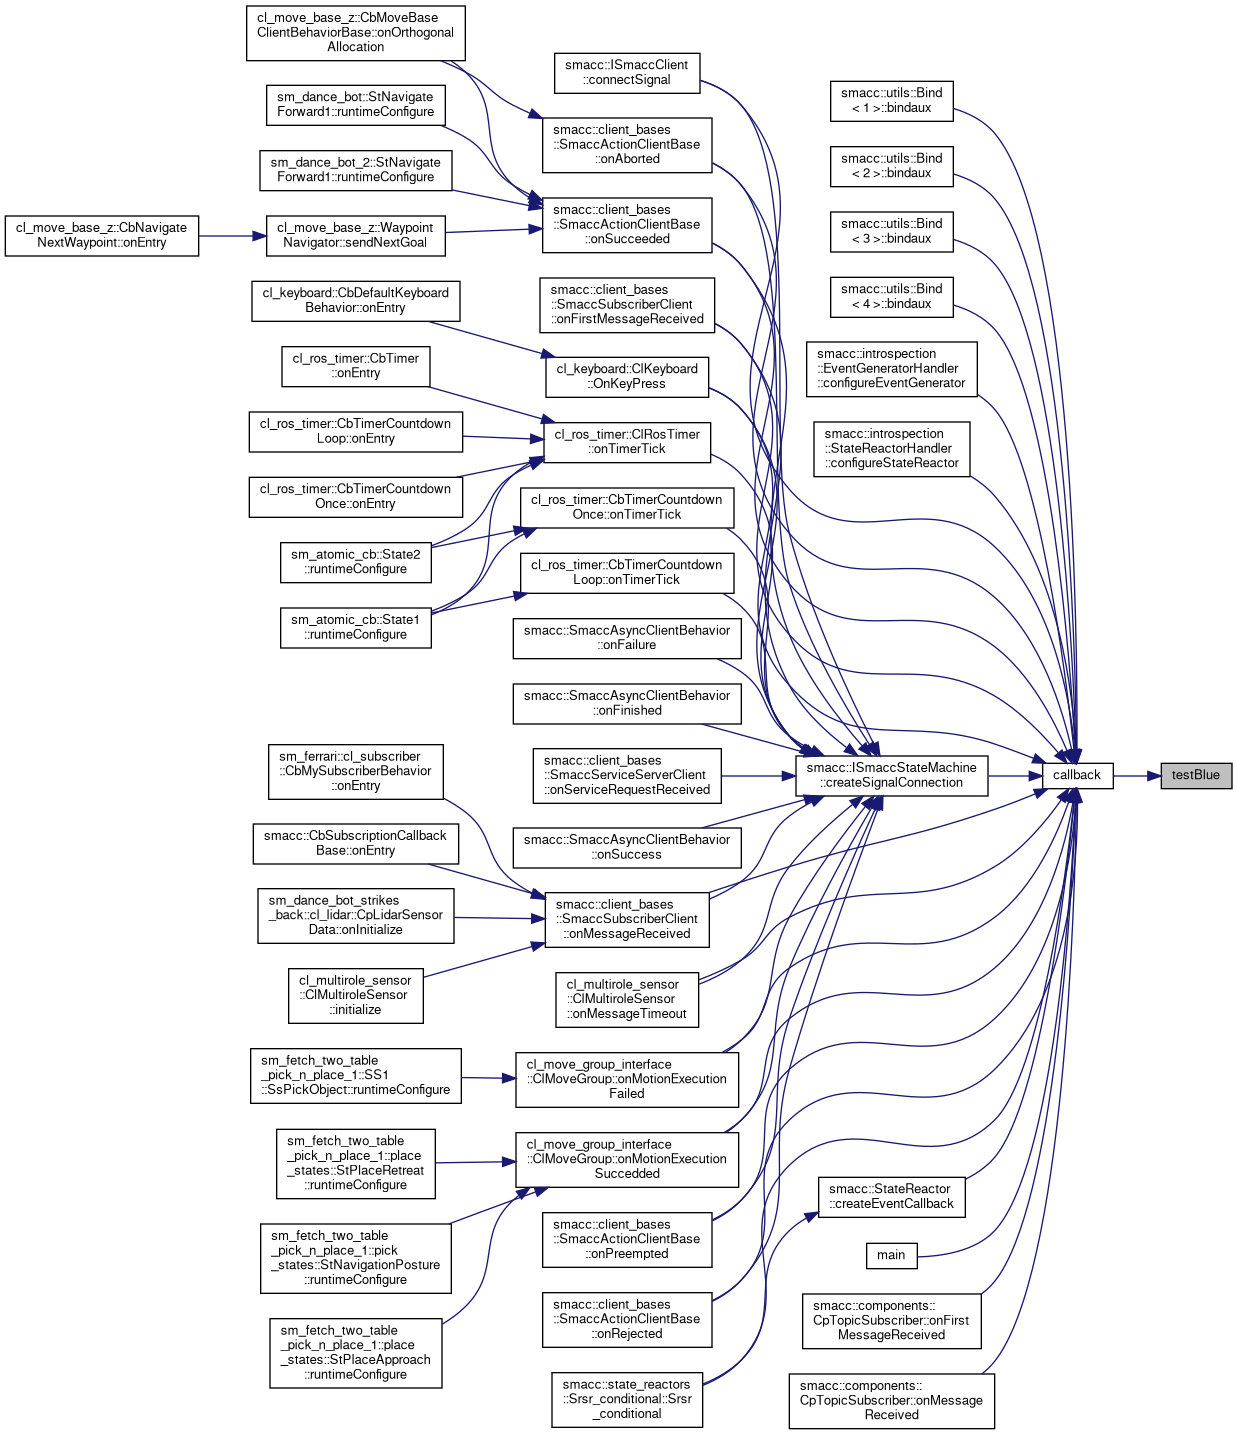 cl_move_base_z::CbMoveBase
ClientBehaviorBase::onOrthogonal
Allocation
sm_dance_bot::StNavigate
Forward1::runtimeConfigure
sm_dance_bot_2::StNavigate
Forward1::runtimeConfigure
cl_move_base_z::CbNavigate
NextWaypoint::onEntry
cl_move_base_z::Waypoint
Navigator::sendNextGoal
cl_keyboard::CbDefaultKeyboard
Behavior::onEntry
cl_ros_timer::CbTimer
::onEntry
cl_ros_timer::CbTimerCountdown
Loop::onEntry
cl_ros_timer::CbTimerCountdown
Once::onEntry
sm_atomic_cb::State2
::runtimeConfigure
sm_atomic_cb::State1
::runtimeConfigure
sm_ferrari::cl_subscriber
::CbMySubscriberBehavior
::onEntry
smacc::CbSubscriptionCallback
Base::onEntry
sm_dance_bot_strikes
_back::cl_lidar::CpLidarSensor
Data::onInitialize
cl_multirole_sensor
::ClMultiroleSensor
::initialize
sm_fetch_two_table
_pick_n_place_1::SS1
::SsPickObject::runtimeConfigure
sm_fetch_two_table
_pick_n_place_1::place
_states::StPlaceRetreat
::runtimeConfigure
sm_fetch_two_table
_pick_n_place_1::pick
_states::StNavigationPosture
::runtimeConfigure
sm_fetch_two_table
_pick_n_place_1::place
_states::StPlaceApproach
::runtimeConfigure
smacc::ISmaccClient
::connectSignal
smacc::client_bases
::SmaccActionClientBase
::onAborted
smacc::client_bases
::SmaccActionClientBase
::onSucceeded
smacc::client_bases
::SmaccSubscriberClient
::onFirstMessageReceived
cl_keyboard::ClKeyboard
::OnKeyPress
cl_ros_timer::ClRosTimer
::onTimerTick
cl_ros_timer::CbTimerCountdown
Once::onTimerTick
cl_ros_timer::CbTimerCountdown
Loop::onTimerTick
smacc::SmaccAsyncClientBehavior
::onFailure
smacc::SmaccAsyncClientBehavior
::onFinished
smacc::client_bases
::SmaccServiceServerClient
::onServiceRequestReceived
smacc::SmaccAsyncClientBehavior
::onSuccess
smacc::client_bases
::SmaccSubscriberClient
::onMessageReceived
cl_multirole_sensor
::ClMultiroleSensor
::onMessageTimeout
cl_move_group_interface
::ClMoveGroup::onMotionExecution
Failed
cl_move_group_interface
::ClMoveGroup::onMotionExecution
Succedded
smacc::client_bases
::SmaccActionClientBase
::onPreempted
smacc::client_bases
::SmaccActionClientBase
::onRejected
smacc::state_reactors
::Srsr_conditional::Srsr
_conditional
smacc::utils::Bind
< 1 >::bindaux
smacc::utils::Bind
< 2 >::bindaux
smacc::utils::Bind
< 3 >::bindaux
smacc::utils::Bind
< 4 >::bindaux
smacc::introspection
::EventGeneratorHandler
::configureEventGenerator
smacc::introspection
::StateReactorHandler
::configureStateReactor
smacc::ISmaccStateMachine
::createSignalConnection
smacc::StateReactor
::createEventCallback
main
smacc::components::
CpTopicSubscriber::onFirst
MessageReceived
smacc::components::
CpTopicSubscriber::onMessage
Received
callback
testBlue